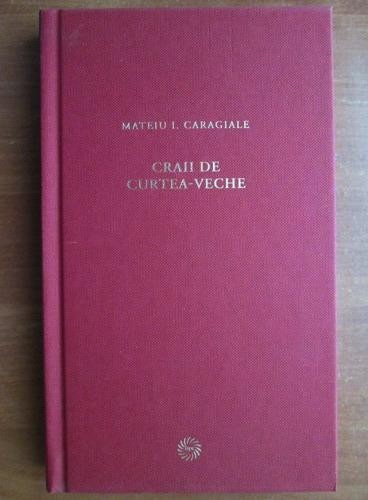 MATEIU I. CARAGIALE
CRAII DE
CURTEA-VECHE